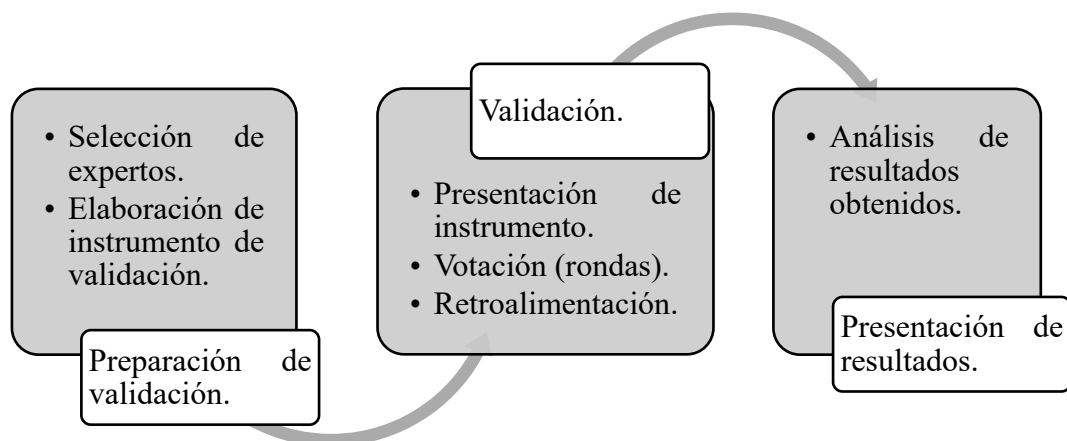 • Selección de
expertos.
• Elaboración de
instrumento de
validación.
Preparación de
validación.
Validación.
• Presentación de
instrumento.
• Votación (rondas).
• Retroalimentación.
• Análisis de
resultados
obtenidos.
Presentación de
resultados.